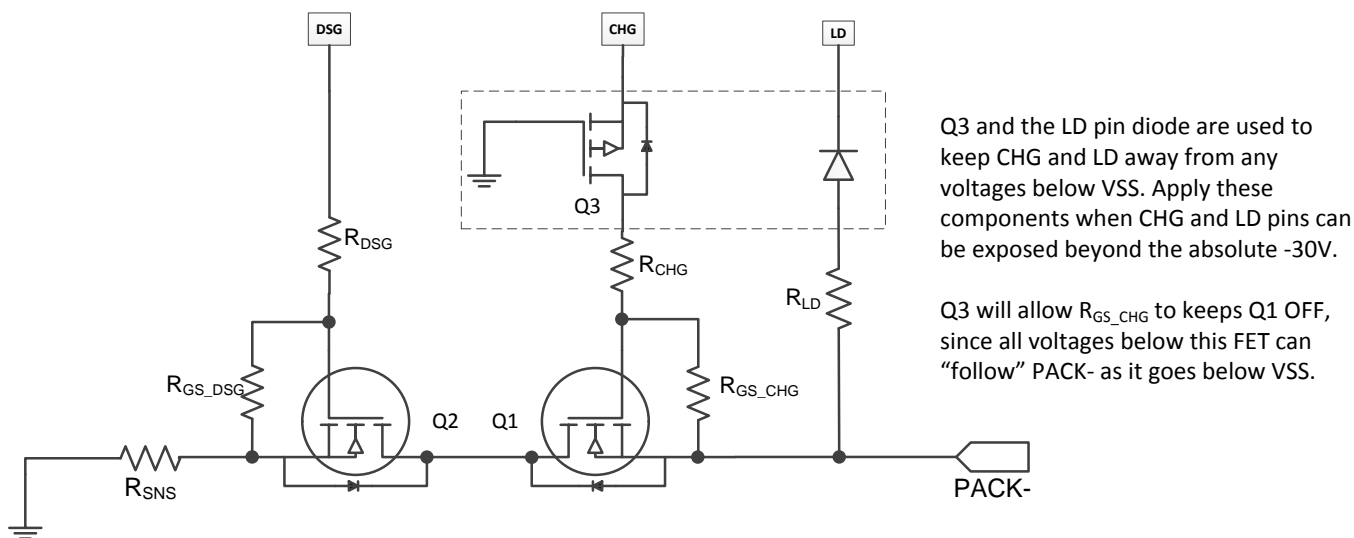 DSG
CHG
LD
Q3 and the LD pin diode are used to
keep CHG and LD away from any
voltages below VSS. Apply these
components when CHG and LD pins can
be exposed beyond the absolute -30V.
Q3
RDSG
RCHG
RLD
Q3 will allow RGS_CHG to keeps Q1 OFF,
since all voltages below this FET can
“follow” PACK- as it goes below VSS.
RGS_DSG
RGS_CHG
Q2
Q1
RSNS
PACK-